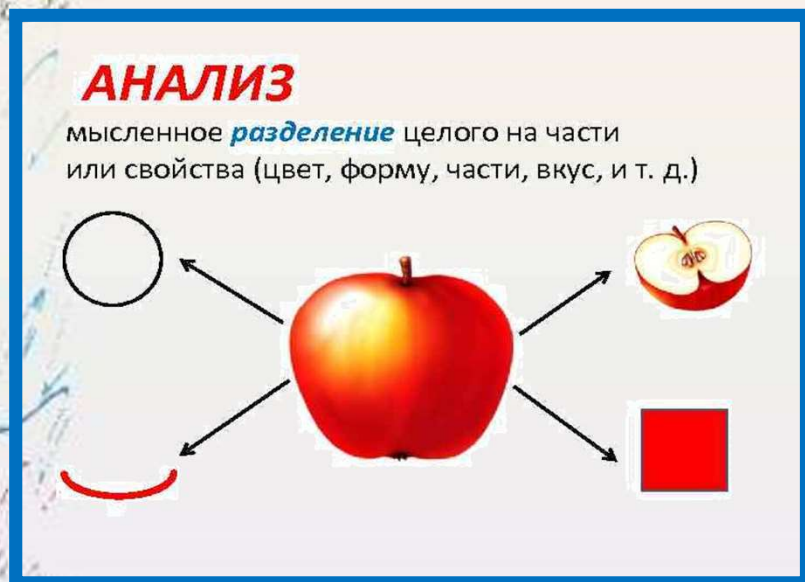 АНАЛИЗ
мысленное разделение целого на части
или свойства (цвет, форму, части, вкус, и т. д.)